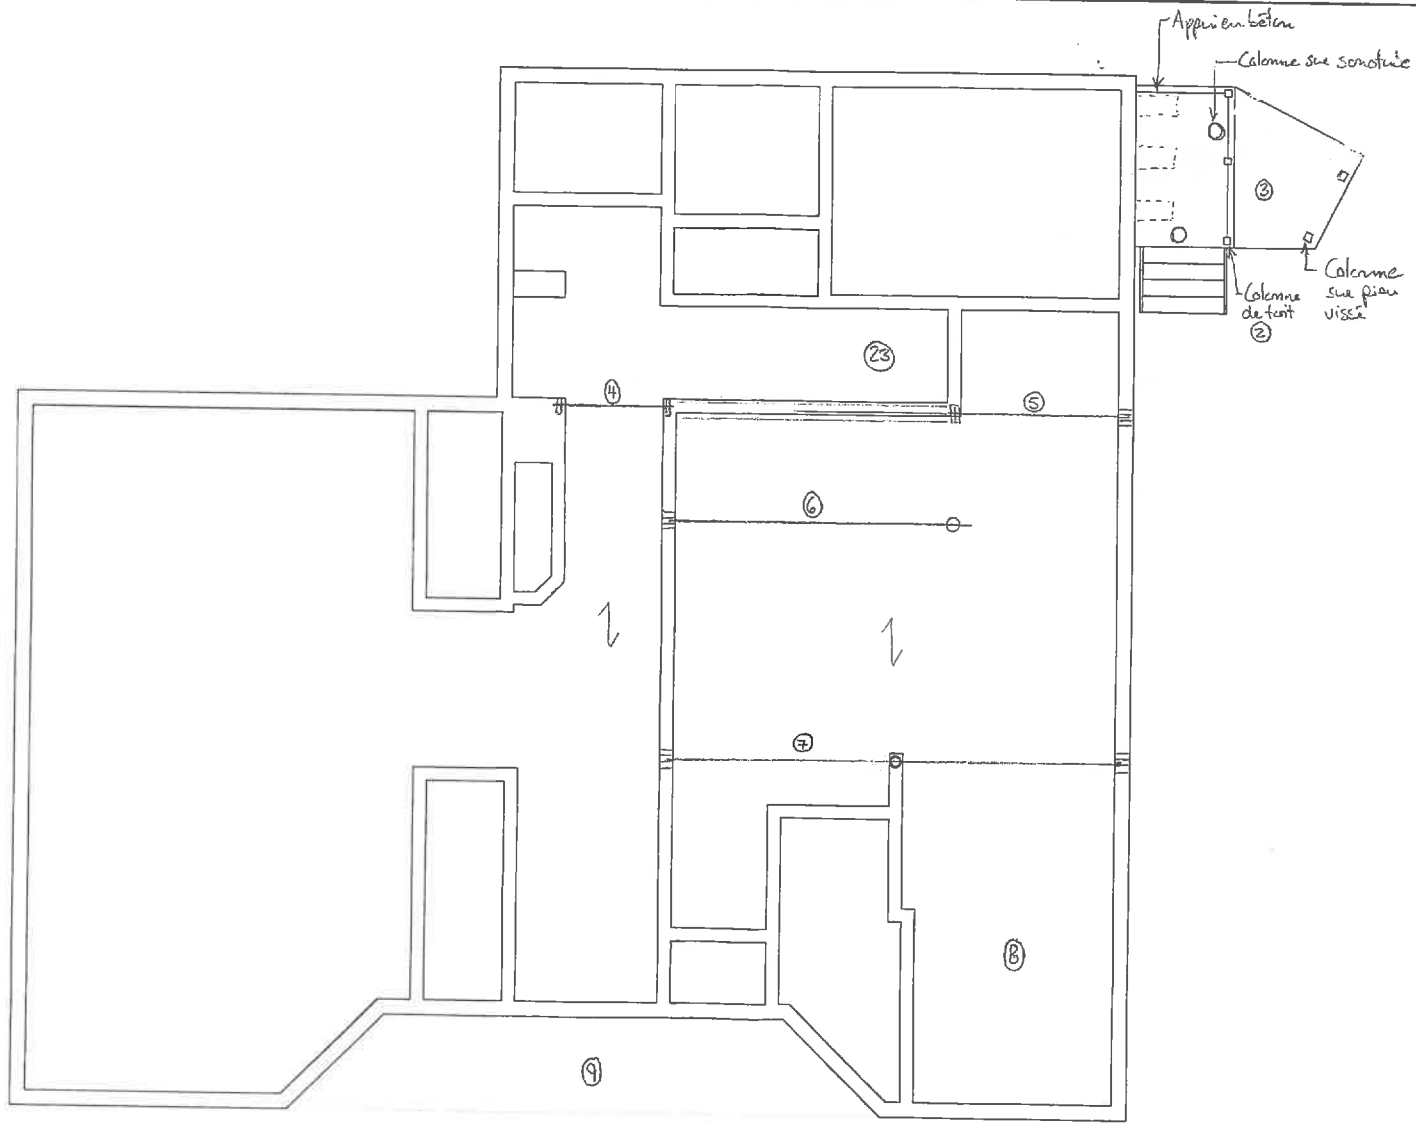 Appui en béton
Colonne sur sonotube
3
Colonne
sur pieu
vissé
Colonne
de toit
2
23
4
5
6
7
8
9